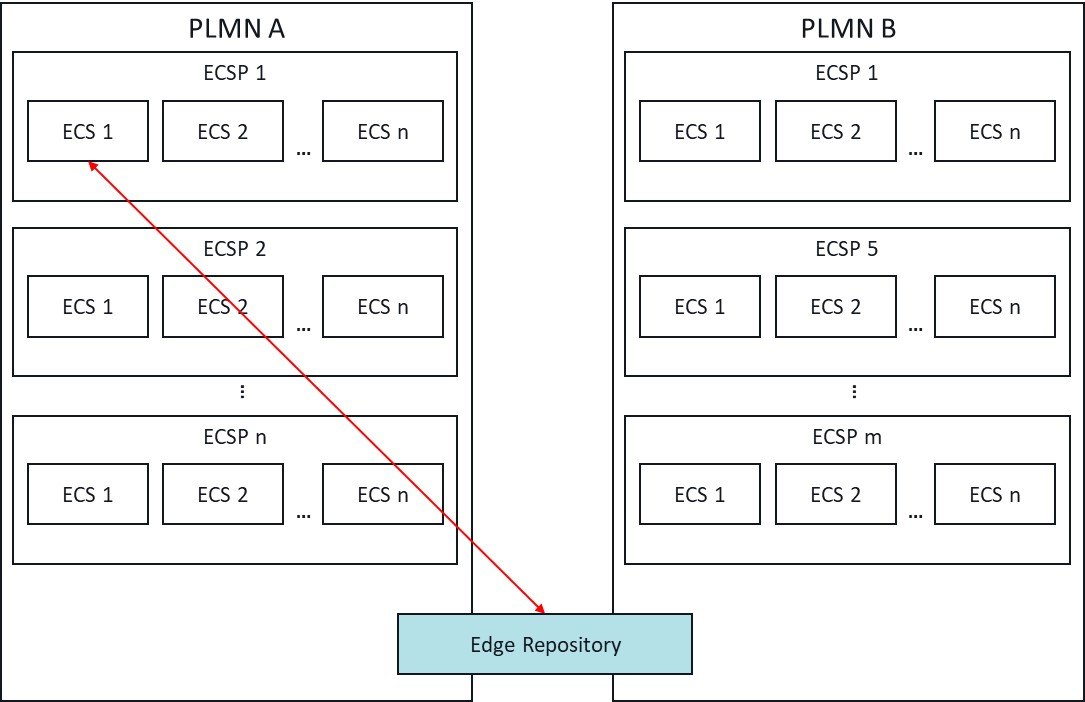 PLMN A
ECSP 1
ECS 1
ECS 2
...
ECS n
ECSP 2
ECS 1
ECS 2
...
ECS n
...
ECSP n
ECS 1
ECS 2
...
ECS n
PLMN B
ECSP 1
ECS 1
ECS 2
...
ECS n
ECSP 5
ECS 1
ECS 2
...
ECS n
...
ECSP m
ECS 1
ECS 2
...
ECS n
Edge Repository